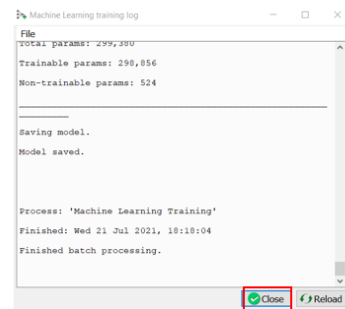 Machine Learning training log
File
Total params: 299,380
Trainable params: 298,856
Non-trainable params: 524
Saving model.
Model saved.
Process: 'Machine Learning Training'
Finished: Wed 21 Jul 2021, 18:18:04
Finished batch processing.
Close
Reload